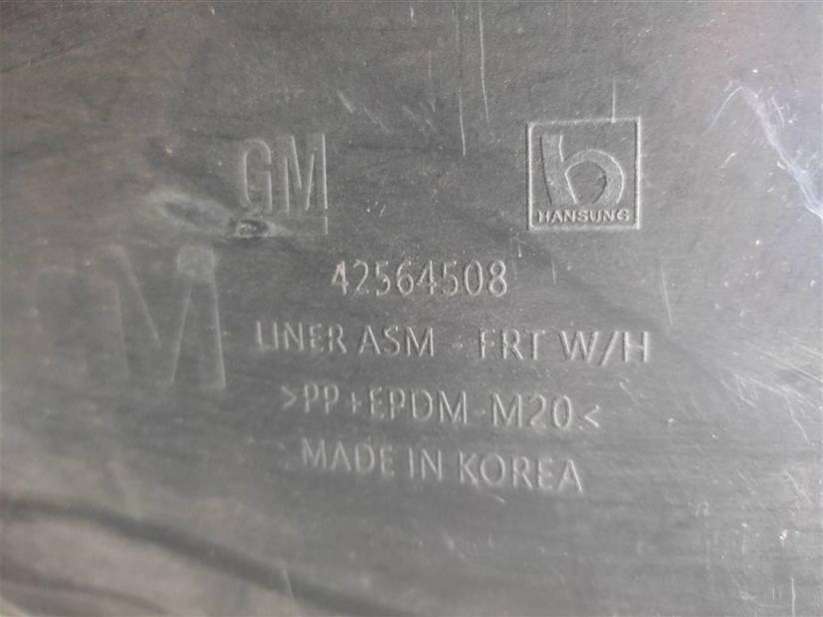 GM
HANSUNG
42564508
LINER ASM - FRT W/H
>PP+EPDM-M20<
MADE IN KOREA